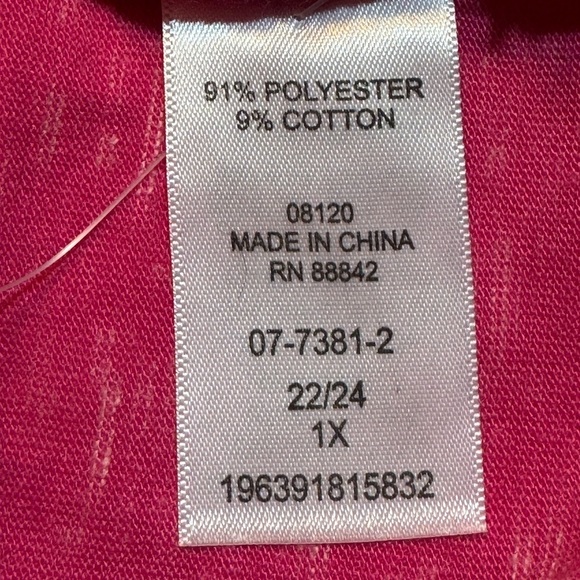 91% POLYESTER
9% COTTON
08120
MADE IN CHINA
RN 88842
07-7381-2
22/24
1X
196391815832